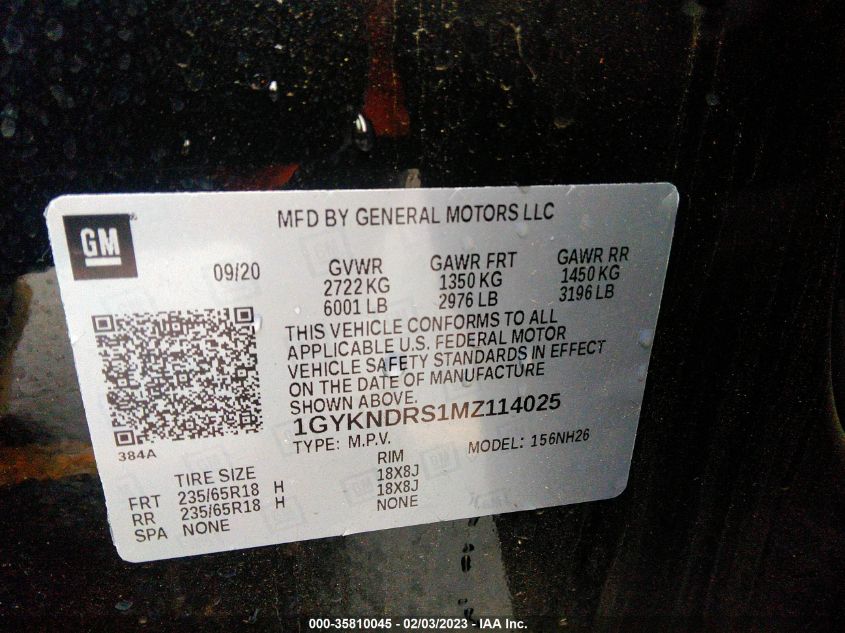 MFD BY GENERAL MOTORS LLC
GM
09/20
GVWR
2722 KG
6001 LB
GAWR FRT
1350 KG
2976 LB
GAWR RR
1450 KG
3196 LB
THIS VEHICLE CONFORMS TO ALL
APPLICABLE U.S. FEDERAL MOTOR
VEHICLE SAFETY STANDARDS IN EFFECT
ON THE DATE OF MANUFACTURE
SHOWN ABOVE.
1GYKNDRS1MZ114025
TYPE: M.P.V.
MODEL: 156NH26
384A
TIRE SIZE RIM
FRT 235/65R18 H 18X8J
RR 235/65R18 H 18X8J
SPA NONE NONE
000-35810045 - 02/03/2023 - IAA Inc.